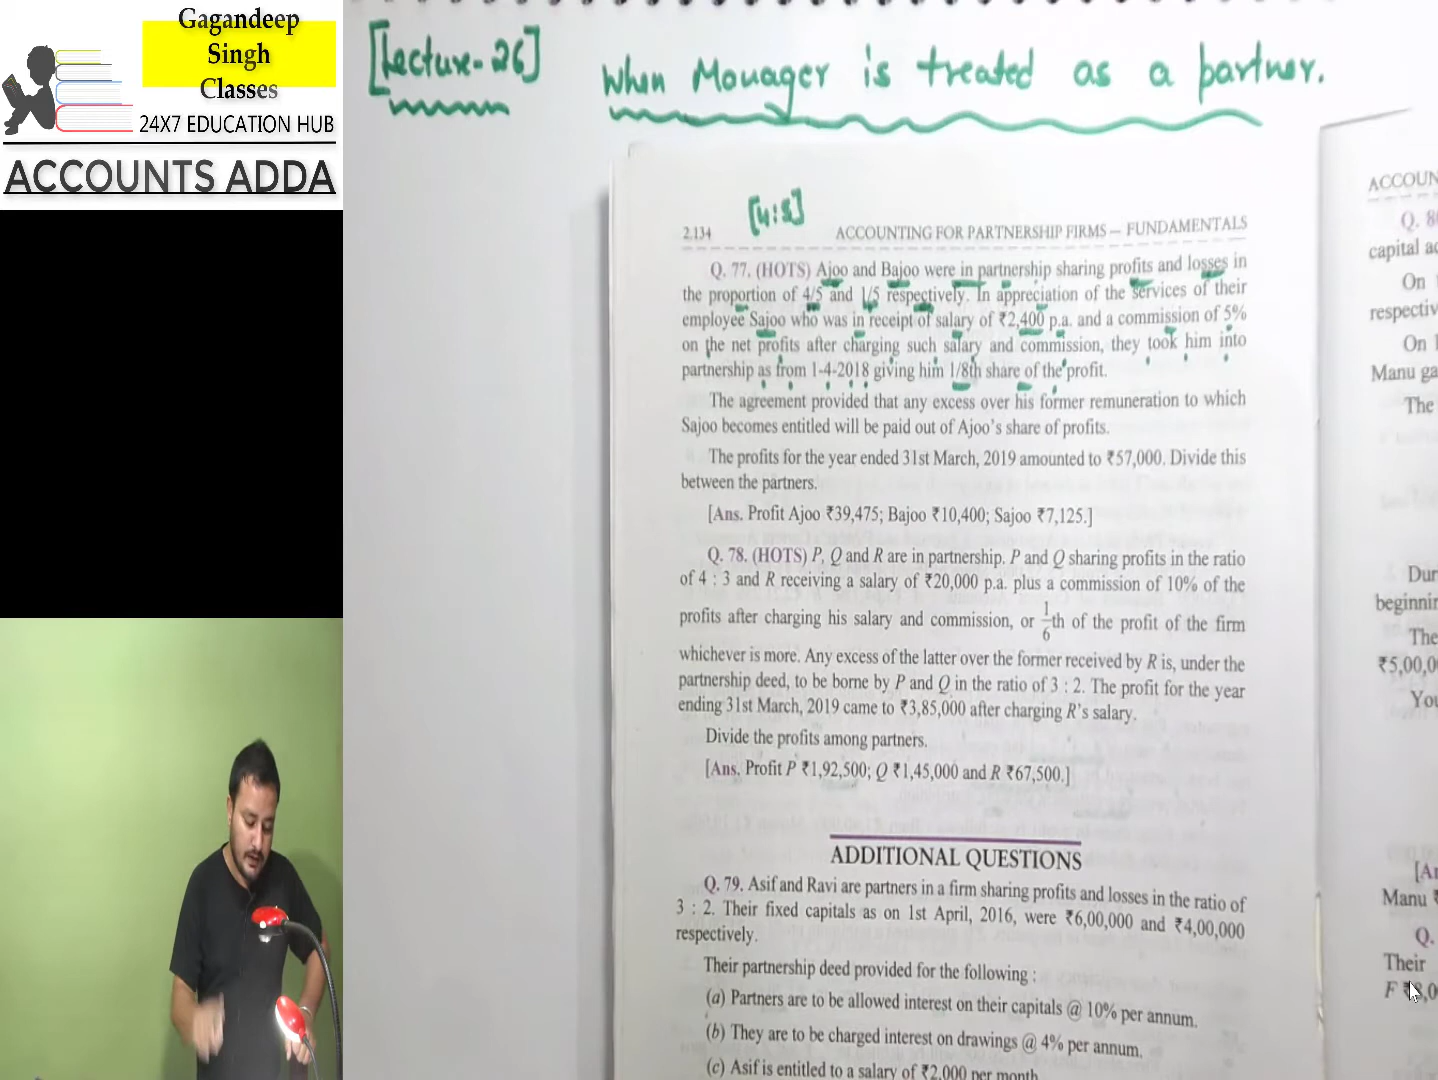 Gagandeep
Singh
Classes
24X7 EDUCATION HUB
ACCOUNTS ADDA
[Lecture-26] When Manager is treated as a partner.
[4:1]
2.134 ACCOUNTING FOR PARTNERSHIP FIRMS – FUNDAMENTALS
Q. 77. (HOTS) Ajoo and Bajoo were in partnership sharing profits and losses in
the proportion of 4/5 and 1/5 respectively. In appreciation of the services of their
employee Sajoo who was in receipt of salary of ₹2,400 p.a. and a commission of 5%
on the net profits after charging such salary and commission, they took him into
partnership as from 1-4-2018 giving him 1/8th share of the profit.
The agreement provided that any excess over his former remuneration to which
Sajoo becomes entitled will be paid out of Ajoo's share of profits.
The profits for the year ended 31st March, 2019 amounted to ₹57,000. Divide this
between the partners.
[Ans. Profit Ajoo ₹39,475; Bajoo ₹10,400; Sajoo ₹7,125.]
Q. 78. (HOTS) P, Q and R are in partnership. P and Q sharing profits in the ratio
of 4 : 3 and R receiving a salary of ₹20,000 p.a. plus a commission of 10% of the
profits after charging his salary and commission, or 1/6 th of the profit of the firm
whichever is more. Any excess of the latter over the former received by R is, under the
partnership deed, to be borne by P and Q in the ratio of 3 : 2. The profit for the year
ending 31st March, 2019 came to ₹3,85,000 after charging R's salary.
Divide the profits among partners.
[Ans. Profit P ₹1,92,500; Q ₹1,45,000 and R ₹67,500.]
ADDITIONAL QUESTIONS
Q. 79. Asif and Ravi are partners in a firm sharing profits and losses in the ratio of
3 : 2. Their fixed capitals as on 1st April, 2016, were ₹6,00,000 and ₹4,00,000
respectively.
Their partnership deed provided for the following :
(a) Partners are to be allowed interest on their capitals @ 10% per annum.
(b) They are to be charged interest on drawings @ 4% per annum.
(c) Asif is entitled to a salary of ₹2,000 per month
ACCOUN
Q. 8
capital ac
On
respectiv
On
Manu ga
The
Dur
beginnin
The
₹5,00,0
You
[An
Manu ₹
Q.
Their
F